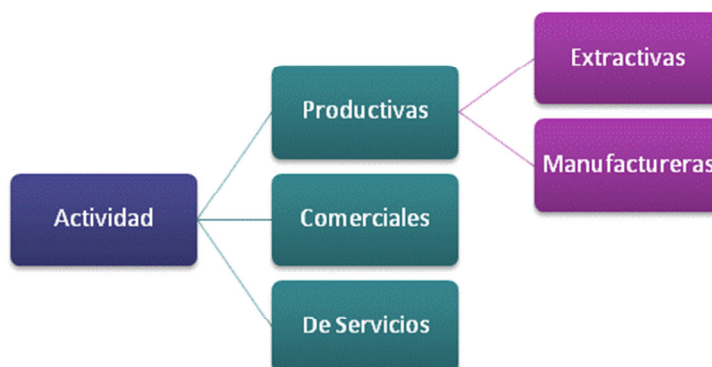 Extractivas
Productivas
Manufactureras
Actividad
Comerciales
De Servicios